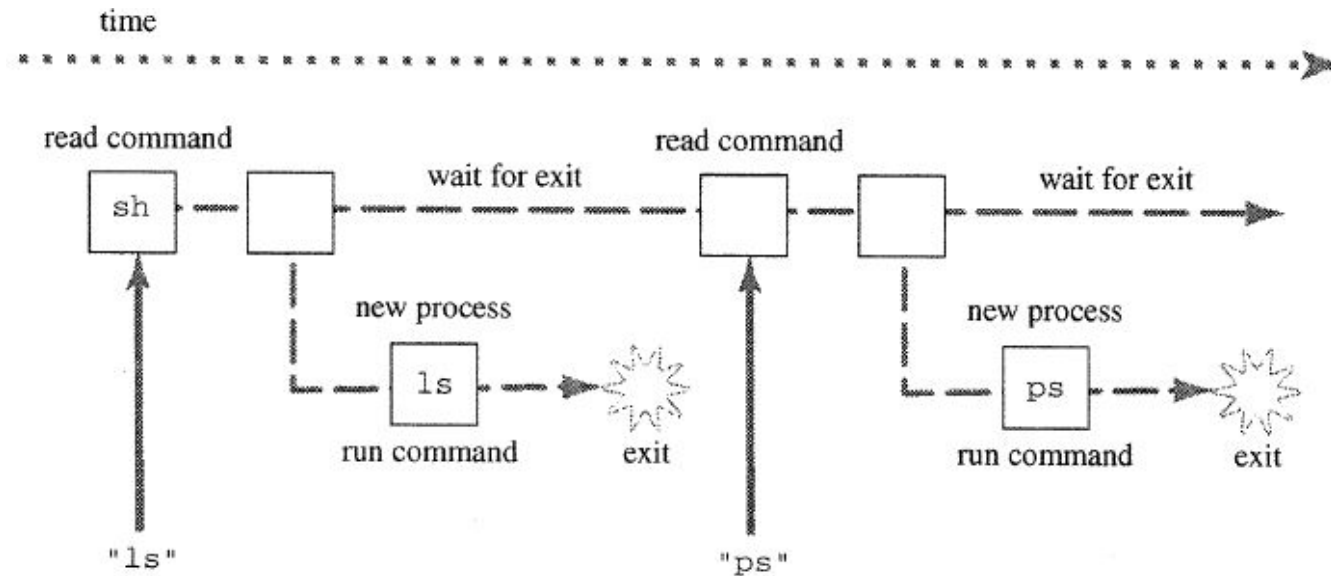 time
read command
read command
sh
wait for exit
wait for exit
new process
new process
ls
ps
run command
exit
run command
exit
"ls"
"ps"